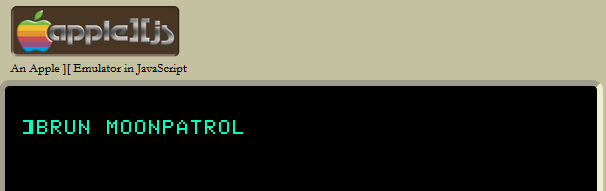 apple][js
An Apple ][ Emulator in JavaScript
]BRUN MOONPATROL